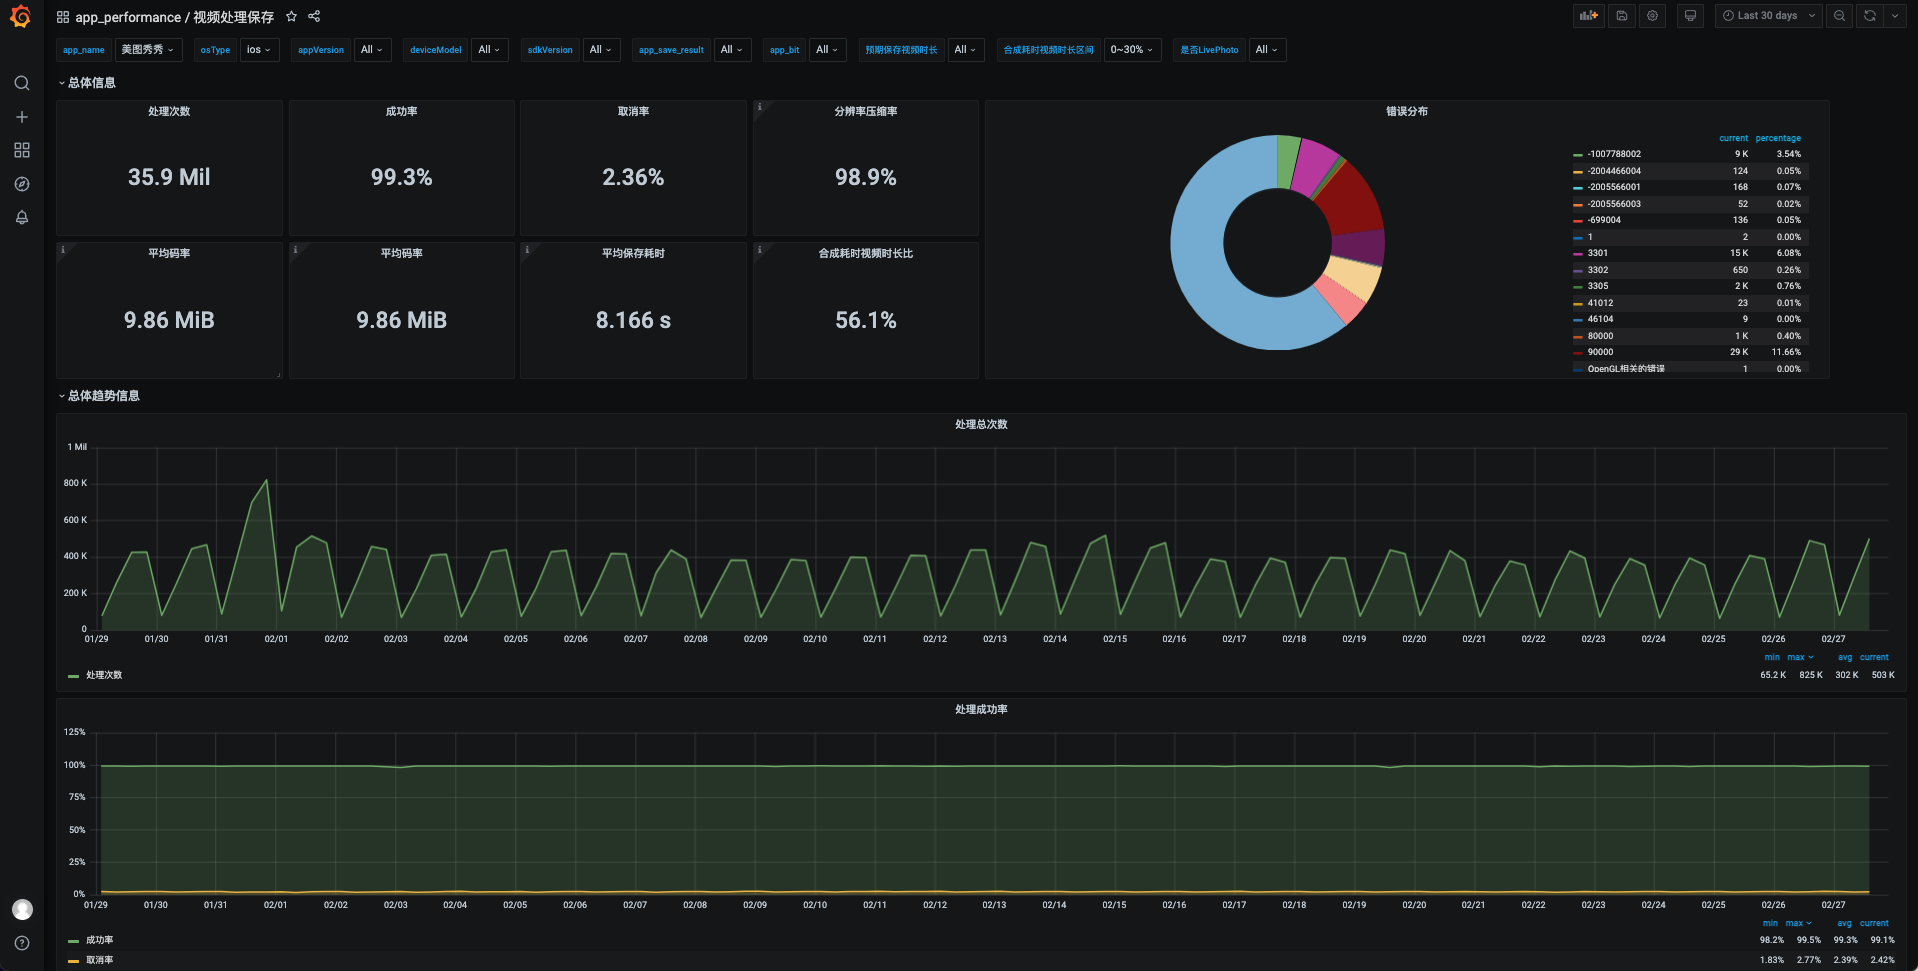 app_performance / 视频处理保存
Last 30 days
app_name 美图秀秀 osType ios appVersion All deviceModel All sdkVersion All app_save_result All app_bit All 预期保存视频时长 All 合成耗时视频时长区间 0~30% 是否LivePhoto All
总体信息
处理次数
35.9 Mil
成功率
99.3%
取消率
2.36%
分辨率压缩率
98.9%
平均码率
9.86 MiB
平均码率
9.86 MiB
平均保存耗时
8.166 s
合成耗时视频时长比
56.1%
错误分布
current percentage
-1007788002 9 K 3.54%
-2004466004 124 0.05%
-2005566001 168 0.07%
-2005566003 52 0.02%
-699004 136 0.05%
1 2 0.00%
3301 15 K 6.08%
3302 650 0.26%
3305 2 K 0.76%
41012 23 0.01%
46104 9 0.00%
80000 1 K 0.40%
90000 29 K 11.66%
OpenGL相关的错误 1 0.00%
总体趋势信息
处理总次数
1 Mil
800 K
600 K
400 K
200 K
0
01/29 01/30 01/31 02/01 02/02 02/03 02/04 02/05 02/06 02/07 02/08 02/09 02/10 02/11 02/12 02/13 02/14 02/15 02/16 02/17 02/18 02/19 02/20 02/21 02/22 02/23 02/24 02/25 02/26 02/27
min max avg current
处理次数 65.2 K 825 K 302 K 503 K
处理成功率
125%
100%
75%
50%
25%
0%
01/29 01/30 01/31 02/01 02/02 02/03 02/04 02/05 02/06 02/07 02/08 02/09 02/10 02/11 02/12 02/13 02/14 02/15 02/16 02/17 02/18 02/19 02/20 02/21 02/22 02/23 02/24 02/25 02/26 02/27
min max avg current
成功率 98.2% 99.5% 99.3% 99.1%
取消率 1.83% 2.77% 2.39% 2.42%